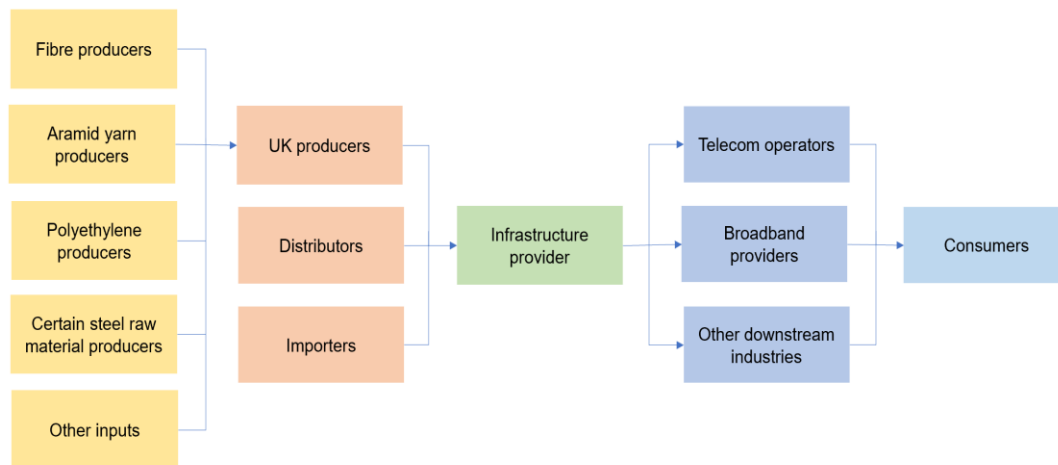 Fibre producers
Aramid yarn
producers
Polyethylene
producers
Certain steel raw
material producers
Other inputs
UK producers
Distributors
Importers
Infrastructure
provider
Telecom operators
Broadband
providers
Other downstream
industries
Consumers